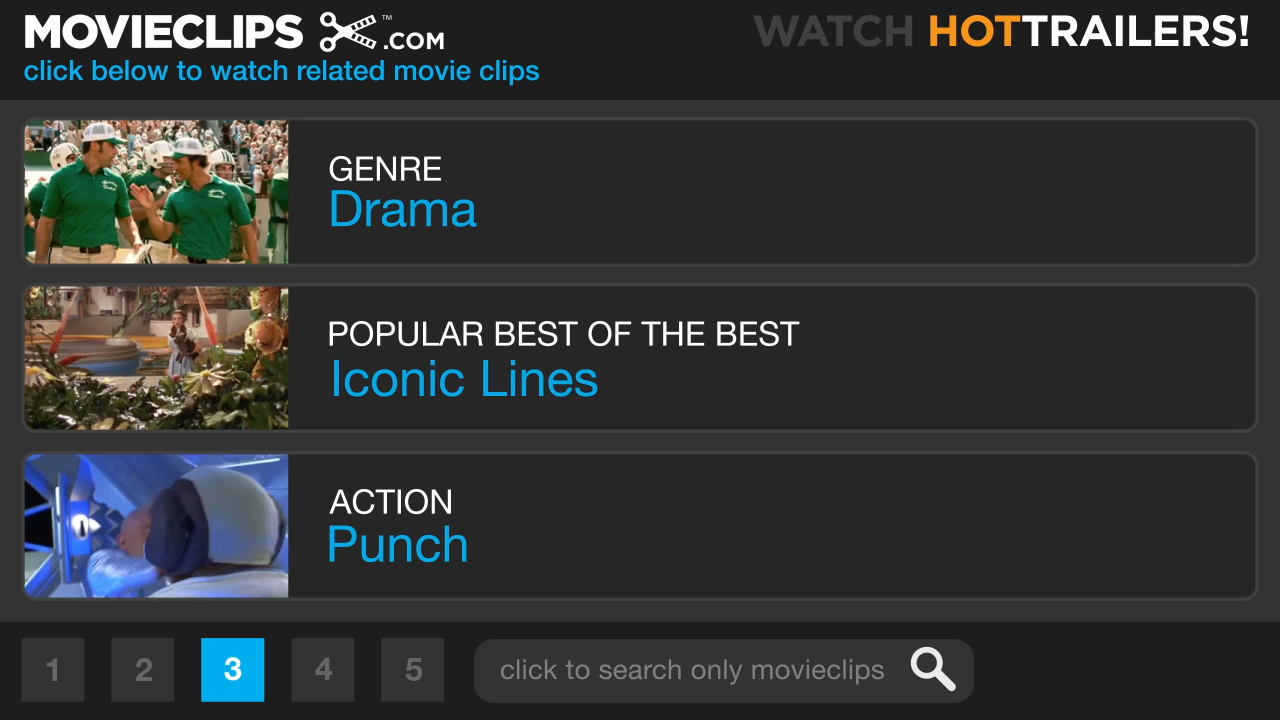 MOVIECLIPS ™ .COM
click below to watch related movie clips
WATCH HOTTRAILERS!
GENRE
Drama
POPULAR BEST OF THE BEST
Iconic Lines
ACTION
Punch
1 2 3 4 5
click to search only movieclips